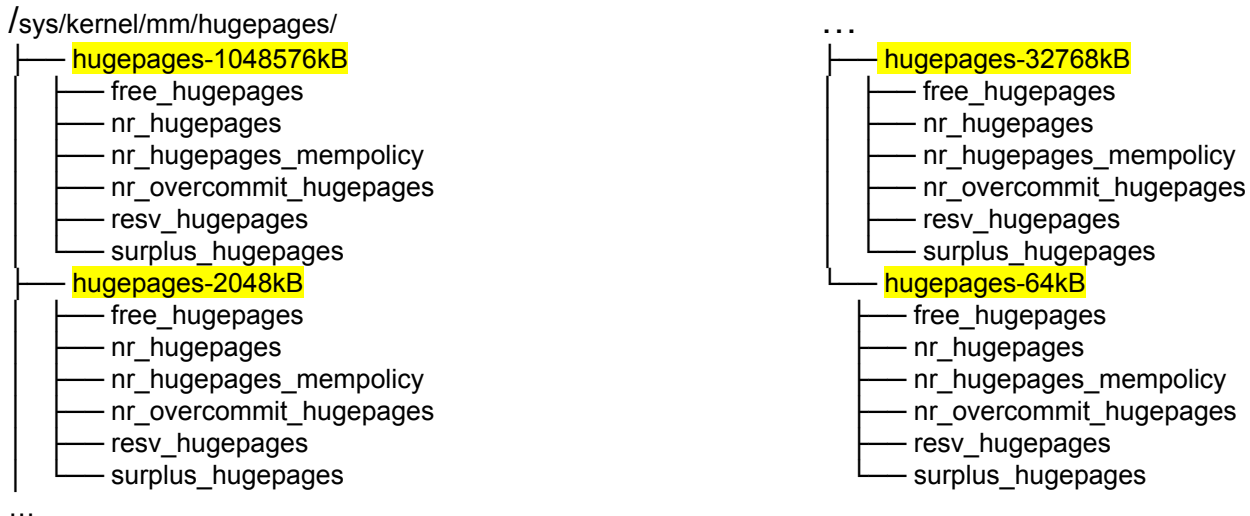 /sys/kernel/mm/hugepages/
├── hugepages-1048576kB
│   ├── free_hugepages
│   ├── nr_hugepages
│   ├── nr_hugepages_mempolicy
│   ├── nr_overcommit_hugepages
│   ├── resv_hugepages
│   └── surplus_hugepages
├── hugepages-2048kB
│   ├── free_hugepages
│   ├── nr_hugepages
│   ├── nr_hugepages_mempolicy
│   ├── nr_overcommit_hugepages
│   ├── resv_hugepages
│   └── surplus_hugepages
...
...
├── hugepages-32768kB
│   ├── free_hugepages
│   ├── nr_hugepages
│   ├── nr_hugepages_mempolicy
│   ├── nr_overcommit_hugepages
│   ├── resv_hugepages
│   └── surplus_hugepages
└── hugepages-64kB
    ├── free_hugepages
    ├── nr_hugepages
    ├── nr_hugepages_mempolicy
    ├── nr_overcommit_hugepages
    ├── resv_hugepages
    └── surplus_hugepages